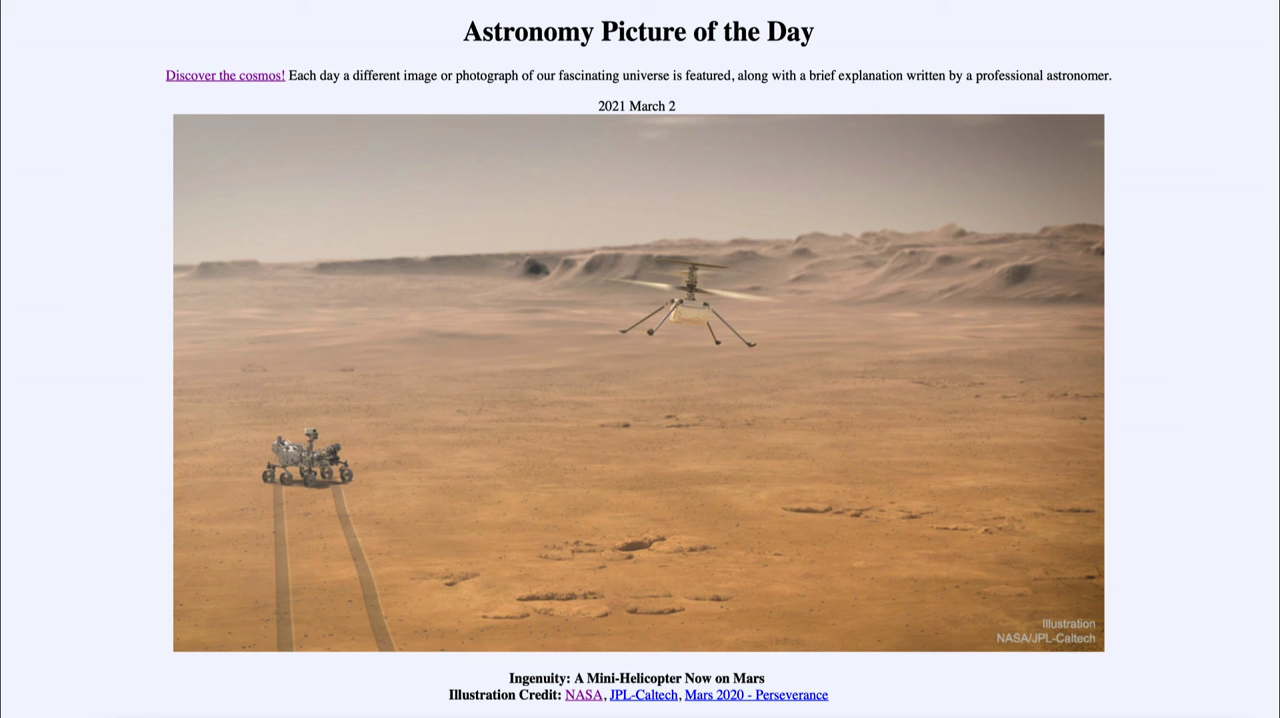 Astronomy Picture of the Day
Discover the cosmos! Each day a different image or photograph of our fascinating universe is featured, along with a brief explanation written by a professional astronomer.
2021 March 2
Illustration
NASA/JPL-Caltech
Ingenuity: A Mini-Helicopter Now on Mars
Illustration Credit: NASA, JPL-Caltech, Mars 2020 - Perseverance